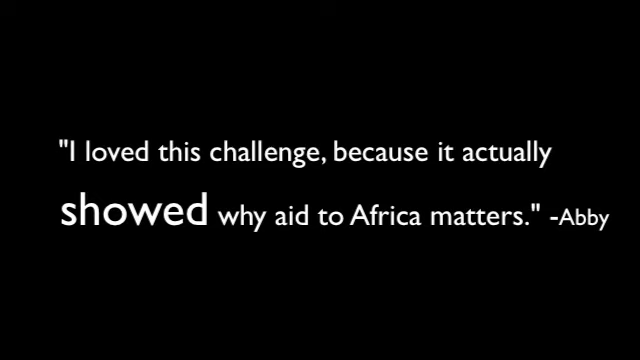 "I loved this challenge, because it actually
showed why aid to Africa matters." -Abby